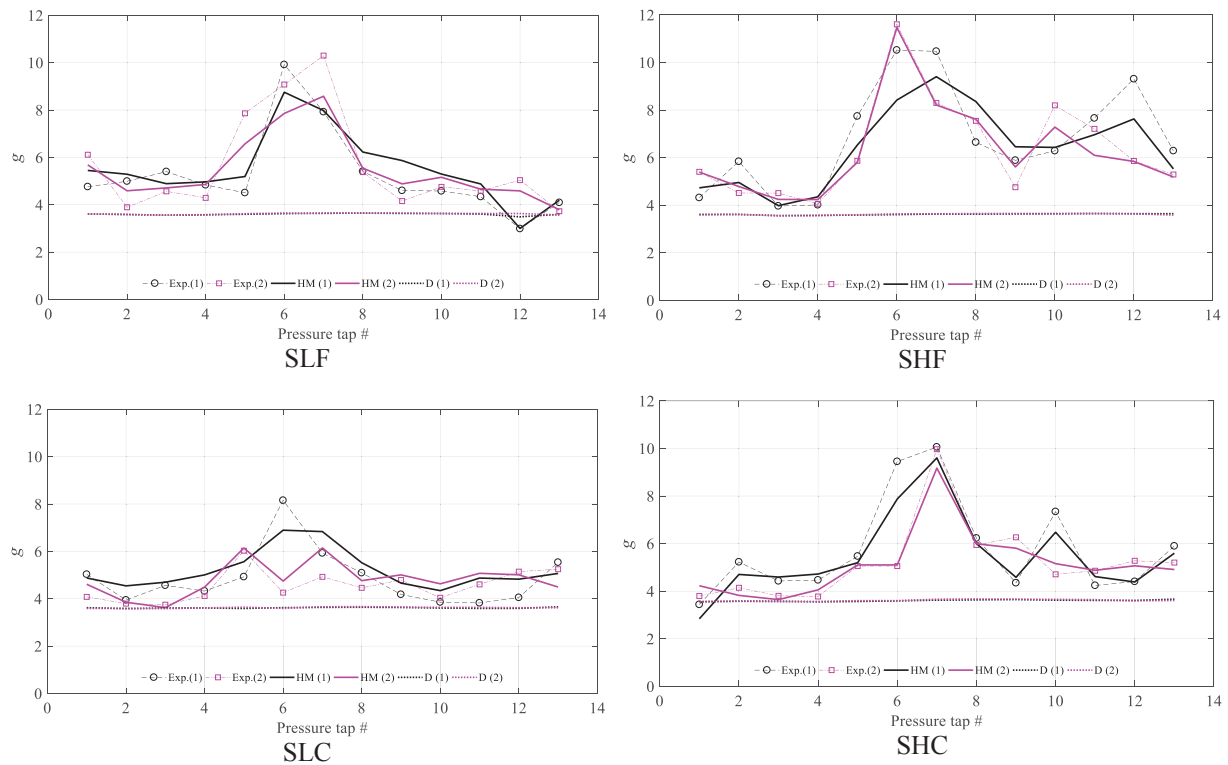 12
10
8
6
4
2
0
g
Exp.(1) Exp.(2) HM (1) HM (2) D (1) D (2)
0 2 4 6 8 10 12 14
Pressure tap #
SLF
12
10
8
6
4
2
0
g
Exp.(1) Exp.(2) HM (1) HM (2) D (1) D (2)
0 2 4 6 8 10 12 14
Pressure tap #
SHF
12
10
8
6
4
2
0
g
Exp.(1) Exp.(2) HM (1) HM (2) D (1) D (2)
0 2 4 6 8 10 12 14
Pressure tap #
SLC
12
10
8
6
4
2
0
g
Exp.(1) Exp.(2) HM (1) HM (2) D (1) D (2)
0 2 4 6 8 10 12 14
Pressure tap #
SHC